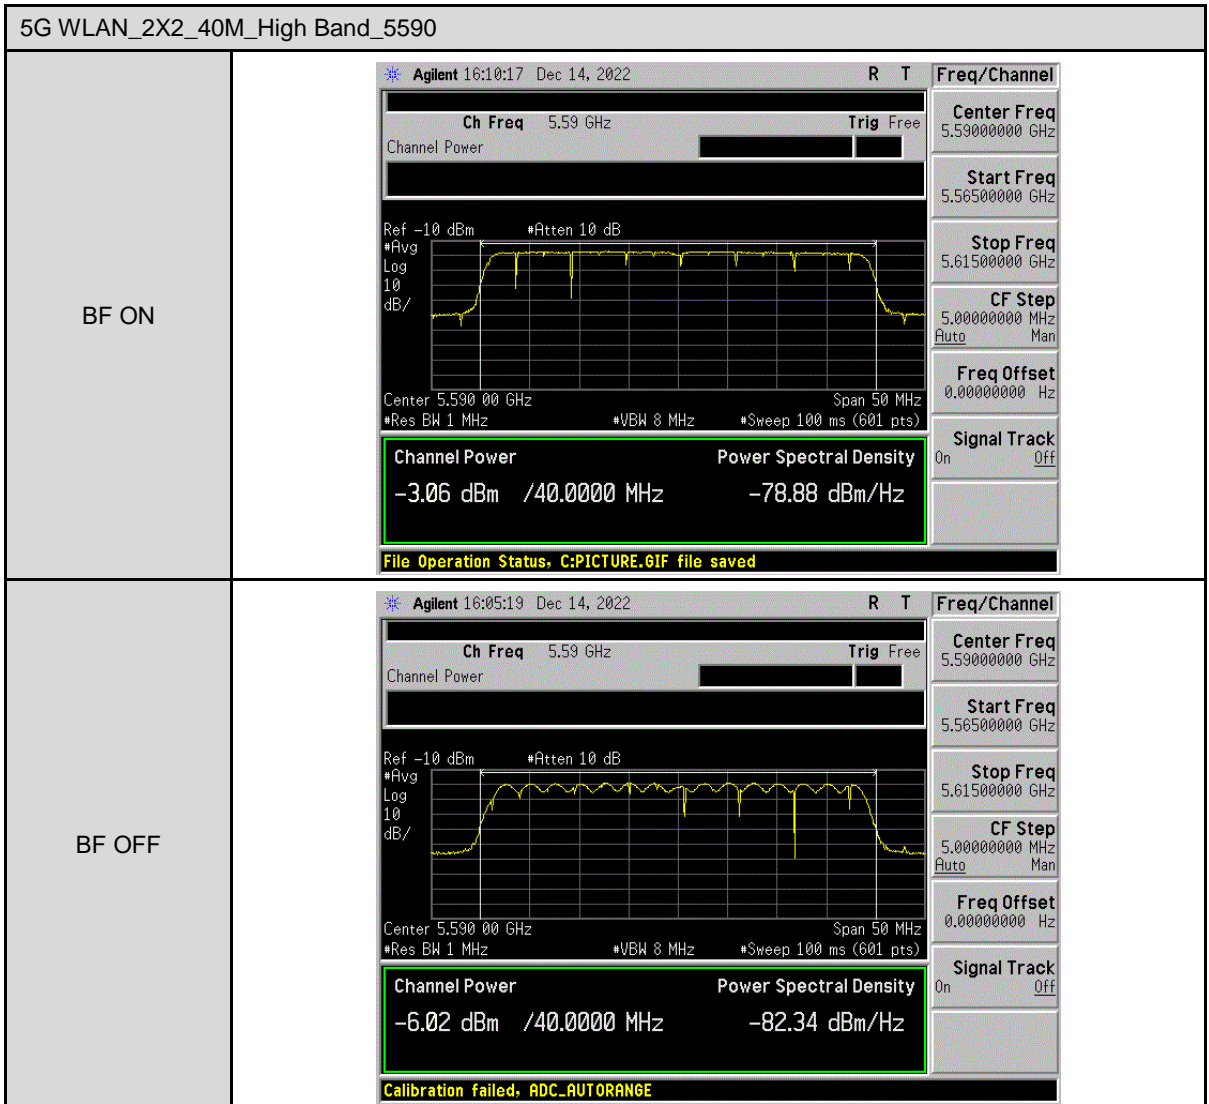 5G WLAN_2X2_40M_High Band_5590
BF ON
Agilent 16:10:17 Dec 14, 2022 R T
Freq/Channel
Ch Freq 5.59 GHz Trig Free
Channel Power
Center Freq
5.59000000 GHz
Start Freq
5.56500000 GHz
Stop Freq
5.61500000 GHz
CF Step
5.00000000 MHz
Auto Man
Freq Offset
0.00000000 Hz
Signal Track
On Off
Ref -10 dBm #Atten 10 dB
#Avg
Log
10
dB/
Center 5.590 00 GHz Span 50 MHz
#Res BW 1 MHz #VBW 8 MHz #Sweep 100 ms (601 pts)
Channel Power Power Spectral Density
-3.06 dBm /40.0000 MHz -78.88 dBm/Hz
File Operation Status, C:PICTURE.GIF file saved
BF OFF
Agilent 16:05:19 Dec 14, 2022 R T
Freq/Channel
Ch Freq 5.59 GHz Trig Free
Channel Power
Center Freq
5.59000000 GHz
Start Freq
5.56500000 GHz
Stop Freq
5.61500000 GHz
CF Step
5.00000000 MHz
Auto Man
Freq Offset
0.00000000 Hz
Signal Track
On Off
Ref -10 dBm #Atten 10 dB
#Avg
Log
10
dB/
Center 5.590 00 GHz Span 50 MHz
#Res BW 1 MHz #VBW 8 MHz #Sweep 100 ms (601 pts)
Channel Power Power Spectral Density
-6.02 dBm /40.0000 MHz -82.34 dBm/Hz
Calibration failed, ADC_AUTORANGE